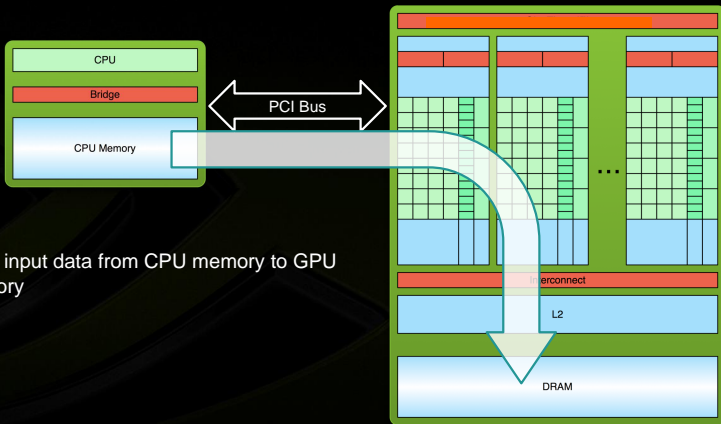 CPU
Bridge
CPU Memory
PCI Bus
...
Interconnect
L2
DRAM
input data from CPU memory to GPU
ory